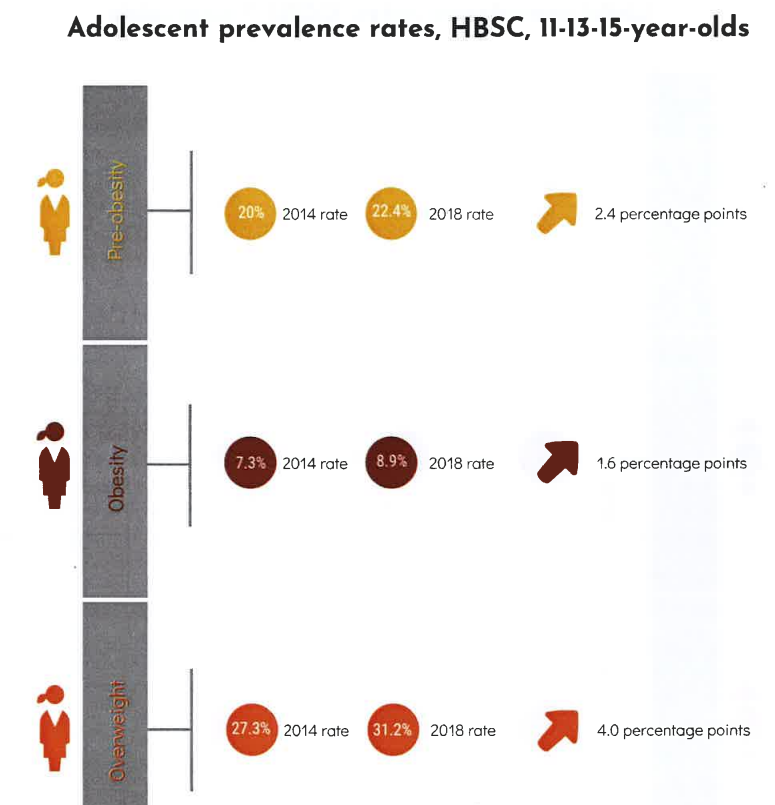 Adolescent prevalence rates, HBSC, 11-13-15-year-olds
Pre-obesity
20% 2014 rate 22.4% 2018 rate 2.4 percentage points
Obesity
7.3% 2014 rate 8.9% 2018 rate 1.6 percentage points
Overweight
27.3% 2014 rate 31.2% 2018 rate 4.0 percentage points